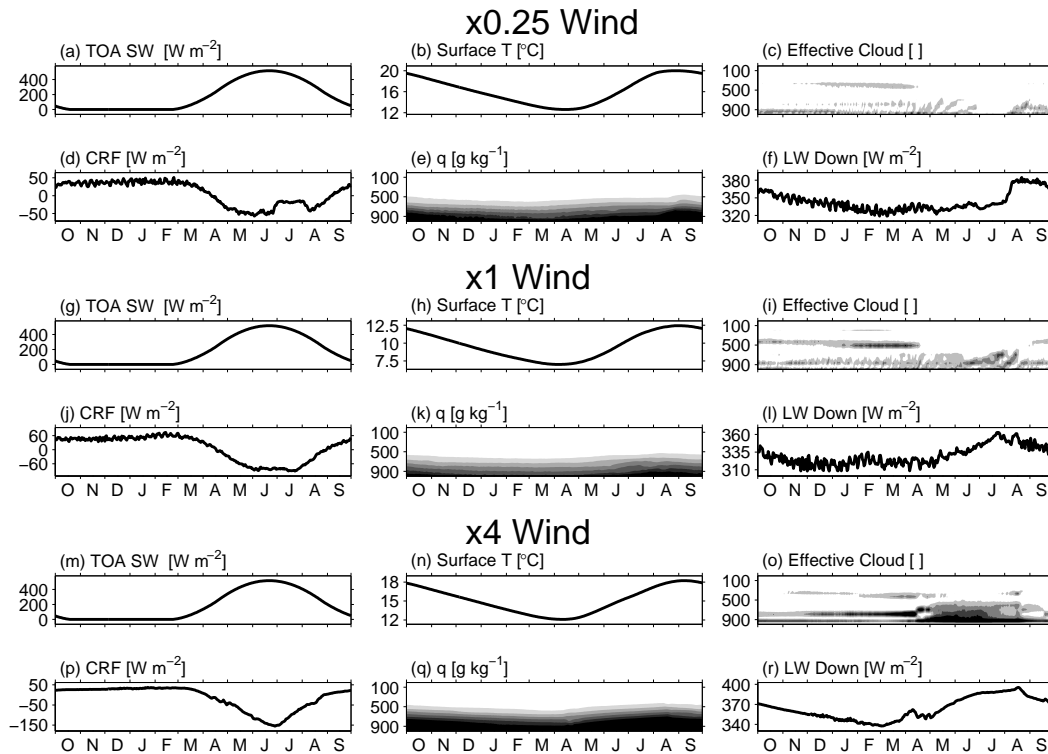 x0.25 Wind
(a) TOA SW [W m−2]
(b) Surface T [°C]
(c) Effective Cloud [ ]
400
200
0
20
16
12
100
500
900
(d) CRF [W m−2]
(e) q [g kg−1]
(f) LW Down [W m−2]
50
0
−50
100
500
900
380
350
320
O N D J F M A M J J A S
O N D J F M A M J J A S
O N D J F M A M J J A S
x1 Wind
(g) TOA SW [W m−2]
(h) Surface T [°C]
(i) Effective Cloud [ ]
400
200
0
12.5
10
7.5
100
500
900
(j) CRF [W m−2]
(k) q [g kg−1]
(l) LW Down [W m−2]
60
0
−60
100
500
900
360
335
310
O N D J F M A M J J A S
O N D J F M A M J J A S
O N D J F M A M J J A S
x4 Wind
(m) TOA SW [W m−2]
(n) Surface T [°C]
(o) Effective Cloud [ ]
400
200
0
18
15
12
100
500
900
(p) CRF [W m−2]
(q) q [g kg−1]
(r) LW Down [W m−2]
50
−50
−150
100
500
900
400
370
340
O N D J F M A M J J A S
O N D J F M A M J J A S
O N D J F M A M J J A S